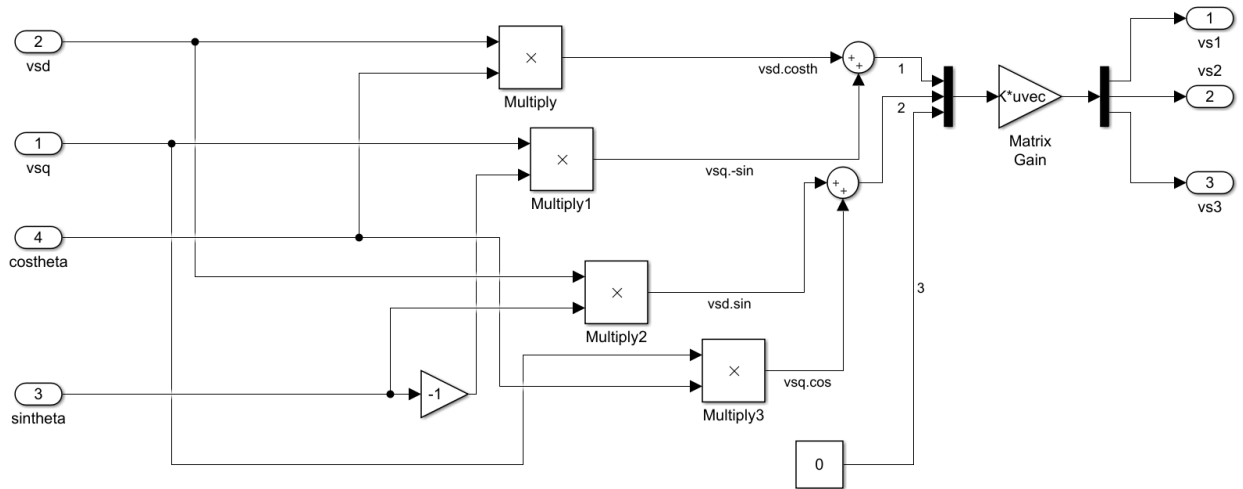 2
vsd
×
Multiply
vsd.costh
+
+
1
1
vs1
vs2
2
1
vsq
×
Multiply1
vsq.-sin
2
K*uvec
Matrix
Gain
+
+
3
vs3
4
costheta
×
Multiply2
vsd.sin
3
3
sintheta
-1
×
Multiply3
vsq.cos
0